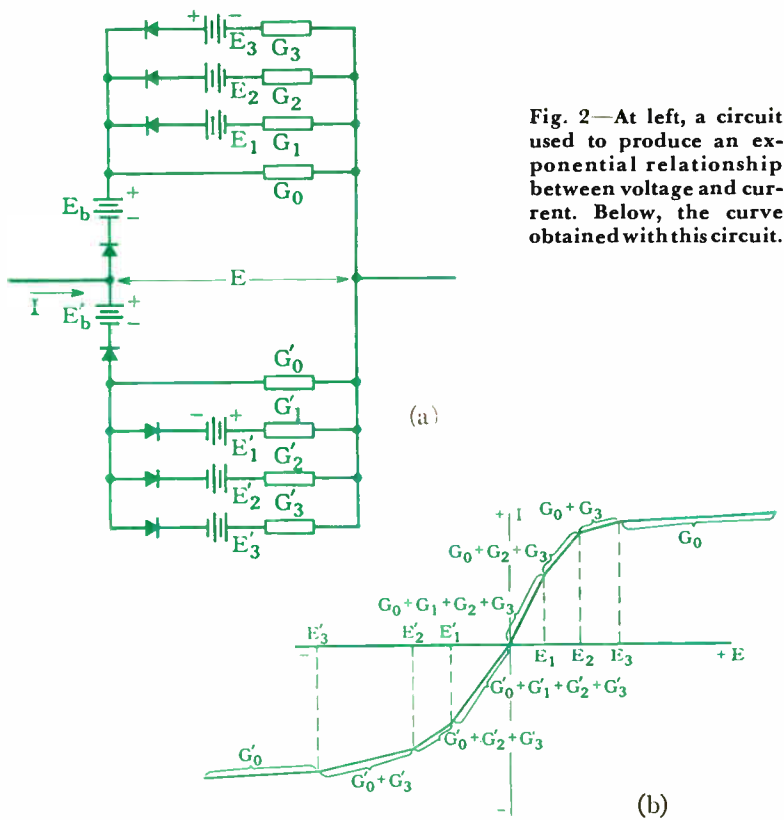 + −
E₃ G₃
E₂ G₂
E₁ G₁
G₀
E_b + −
E
I E′_b + −
G′₀
G′₁
− + E′₁ G′₂
E′₂ G′₃
E′₃
(a)
Fig. 2—At left, a circuit
used to produce an ex-
ponential relationship
between voltage and cur-
rent. Below, the curve
obtained with this circuit.
+ I G₀ + G₃
G₀
G₀ + G₂ + G₃
G₀ + G₁ + G₂ + G₃
E′₃ E′₂ E′₁
− E₁ E₂ E₃ + E
G′₀ + G′₁ + G′₂ + G′₃
G′₀ + G′₂ + G′₃
G′₀
G′₀ + G′₃
−
(b)